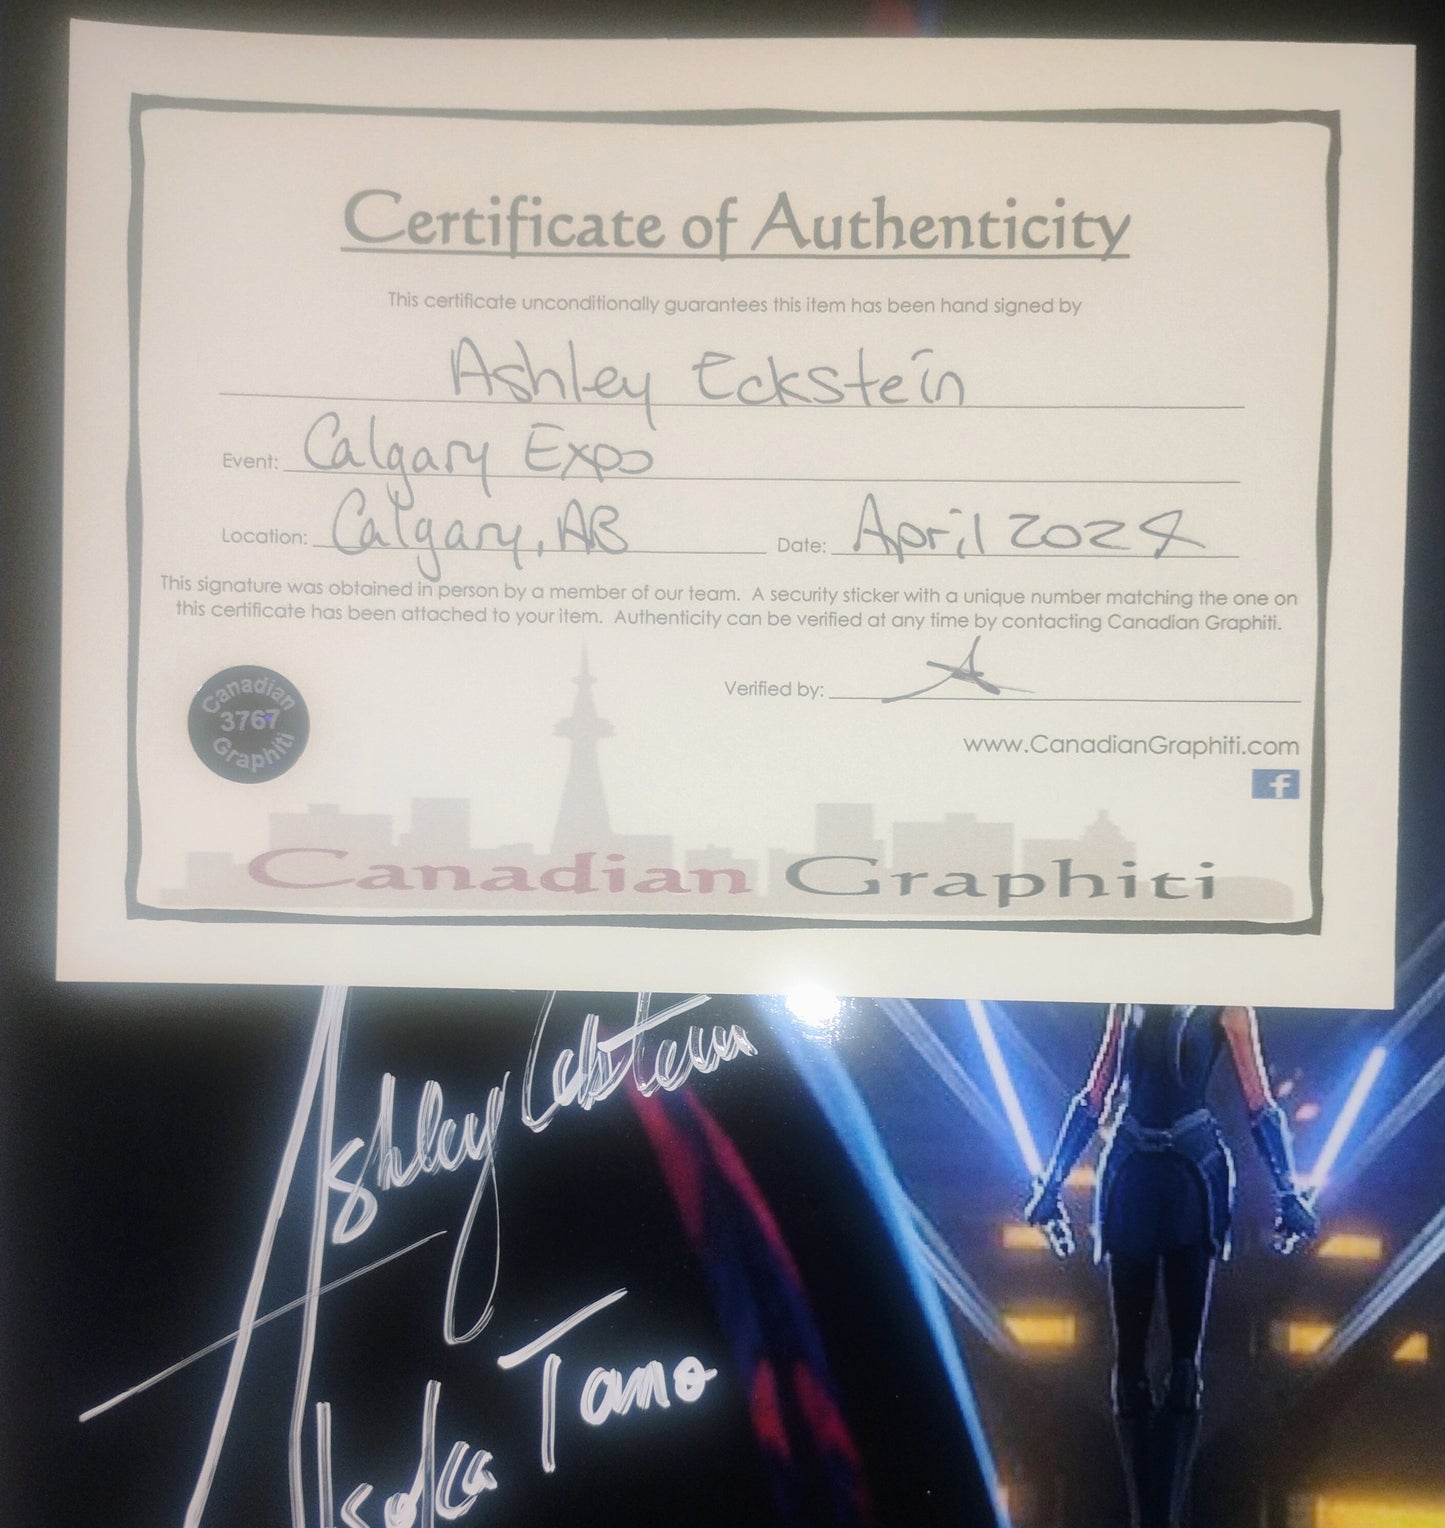 Certificate of Authenticity
This certificate unconditionally guarantees this item has been hand signed by
Ashley Eckstein
Event: Calgary Expo
Location: Calgary, AB Date: April 2024
This signature was obtained in person by a member of our team. A security sticker with a unique number matching the one on
this certificate has been attached to your item. Authenticity can be verified at any time by contacting Canadian Graphiti.
Verified by:
Canadian
3767
Graphiti
www.CanadianGraphiti.com
f
Canadian Graphiti
Ashley Eckstein
Ahsoka Tano